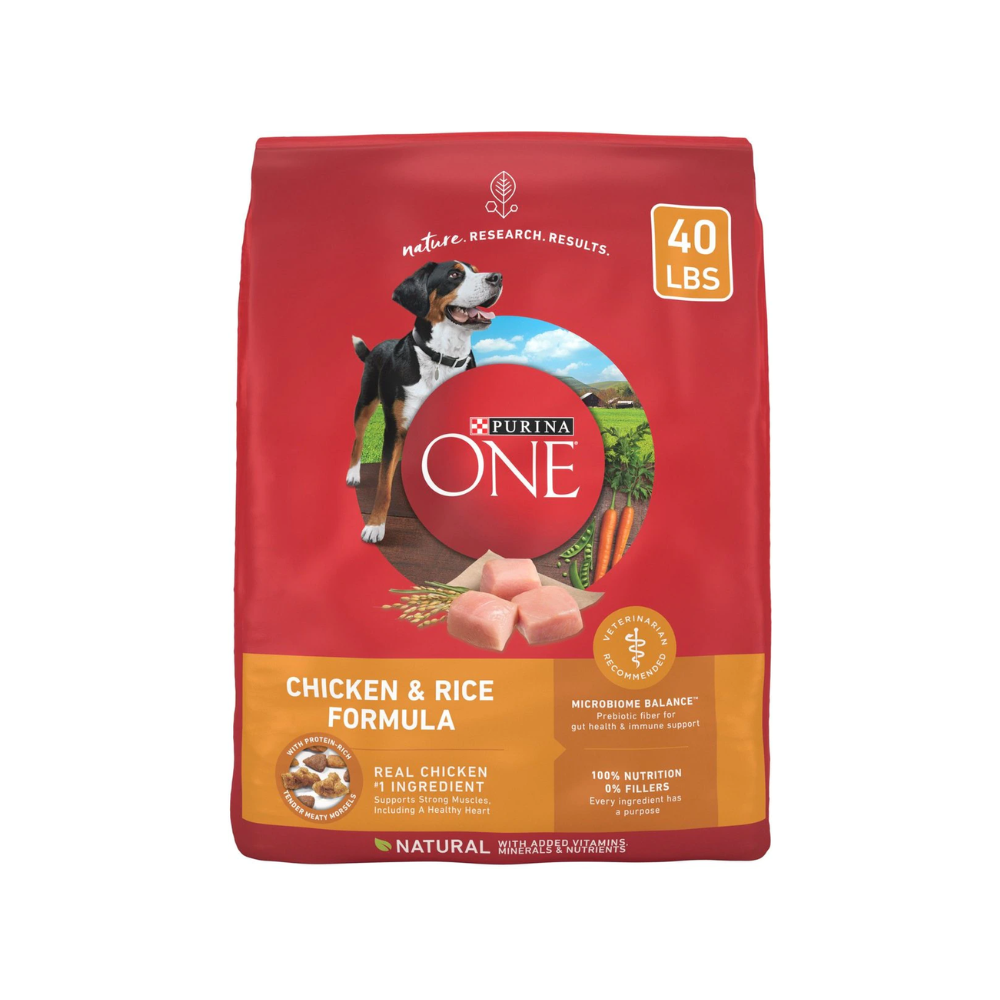 nature. RESEARCH. RESULTS.
40
LBS
PURINA
ONE®
VETERINARIAN
RECOMMENDED
CHICKEN & RICE
FORMULA
MICROBIOME BALANCE™
Prebiotic fiber for
gut health & immune support
WITH PROTEIN-RICH
TENDER MEATY MORSELS
REAL CHICKEN
#1 INGREDIENT
Supports Strong Muscles,
Including A Healthy Heart
100% NUTRITION
0% FILLERS
Every ingredient has
a purpose
NATURAL WITH ADDED VITAMINS,
MINERALS & NUTRIENTS